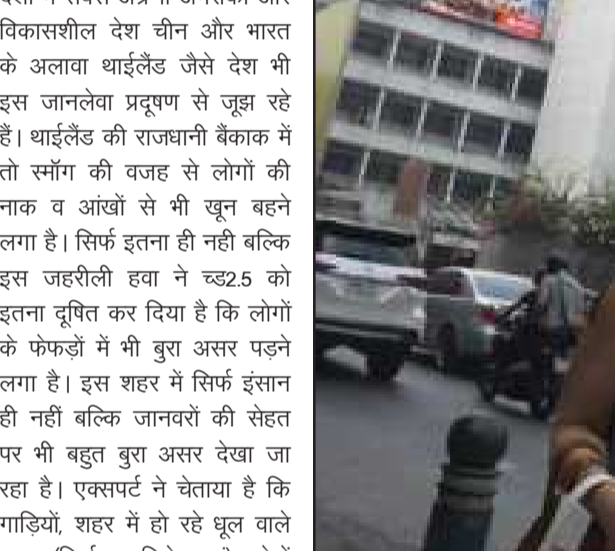 विकासशील देश चीन और भारत
के अलावा थाईलैंड जैसे देश भी
इस जानलेवा प्रदूषण से जूझ रहे
हैं। थाईलैंड की राजधानी बैंकाक में
तो स्मॉग की वजह से लोगों की
नाक व आंखों से भी खून बहने
लगा है। सिर्फ इतना ही नही बल्कि
इस जहरीली हवा ने च्ड2.5 को
इतना दूषित कर दिया है कि लोगों
के फेफड़ों में भी बुरा असर पड़ने
लगा है। इस शहर में सिर्फ इंसान
ही नहीं बल्कि जानवरों की सेहत
पर भी बहुत बुरा असर देखा जा
रहा है। एक्सपर्ट ने चेताया है कि
गाड़ियों, शहर में हो रहे धूल वाले